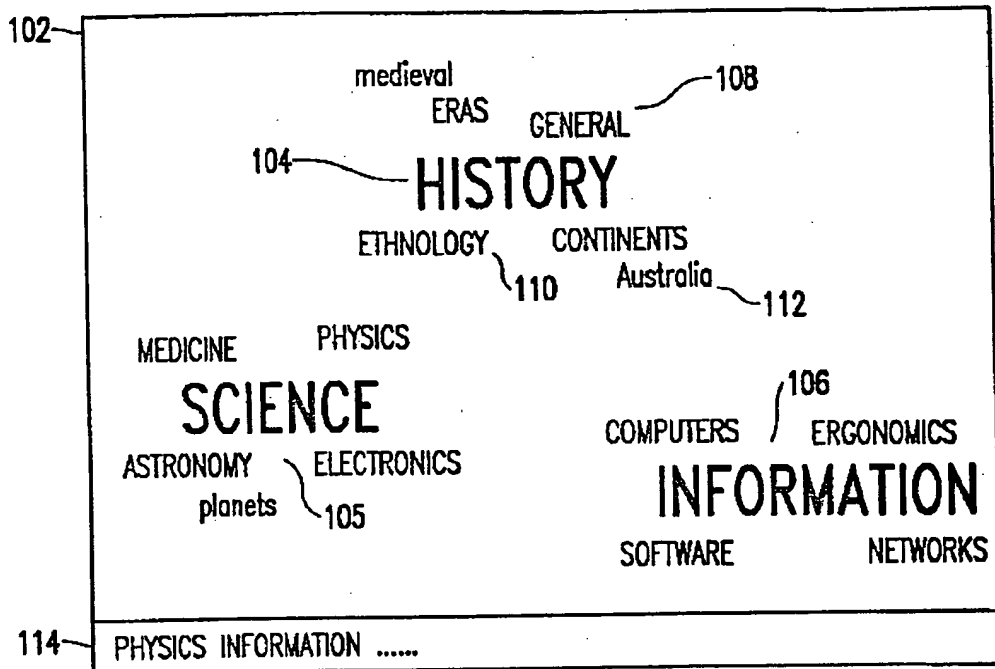 102
medieval
108
ERAS
GENERAL
104
HISTORY
ETHNOLOGY
CONTINENTS
110
Australia
112
MEDICINE
PHYSICS
SCIENCE
106
COMPUTERS
ERGONOMICS
ASTRONOMY
ELECTRONICS
planets
105
INFORMATION
SOFTWARE
NETWORKS
114
PHYSICS INFORMATION ......